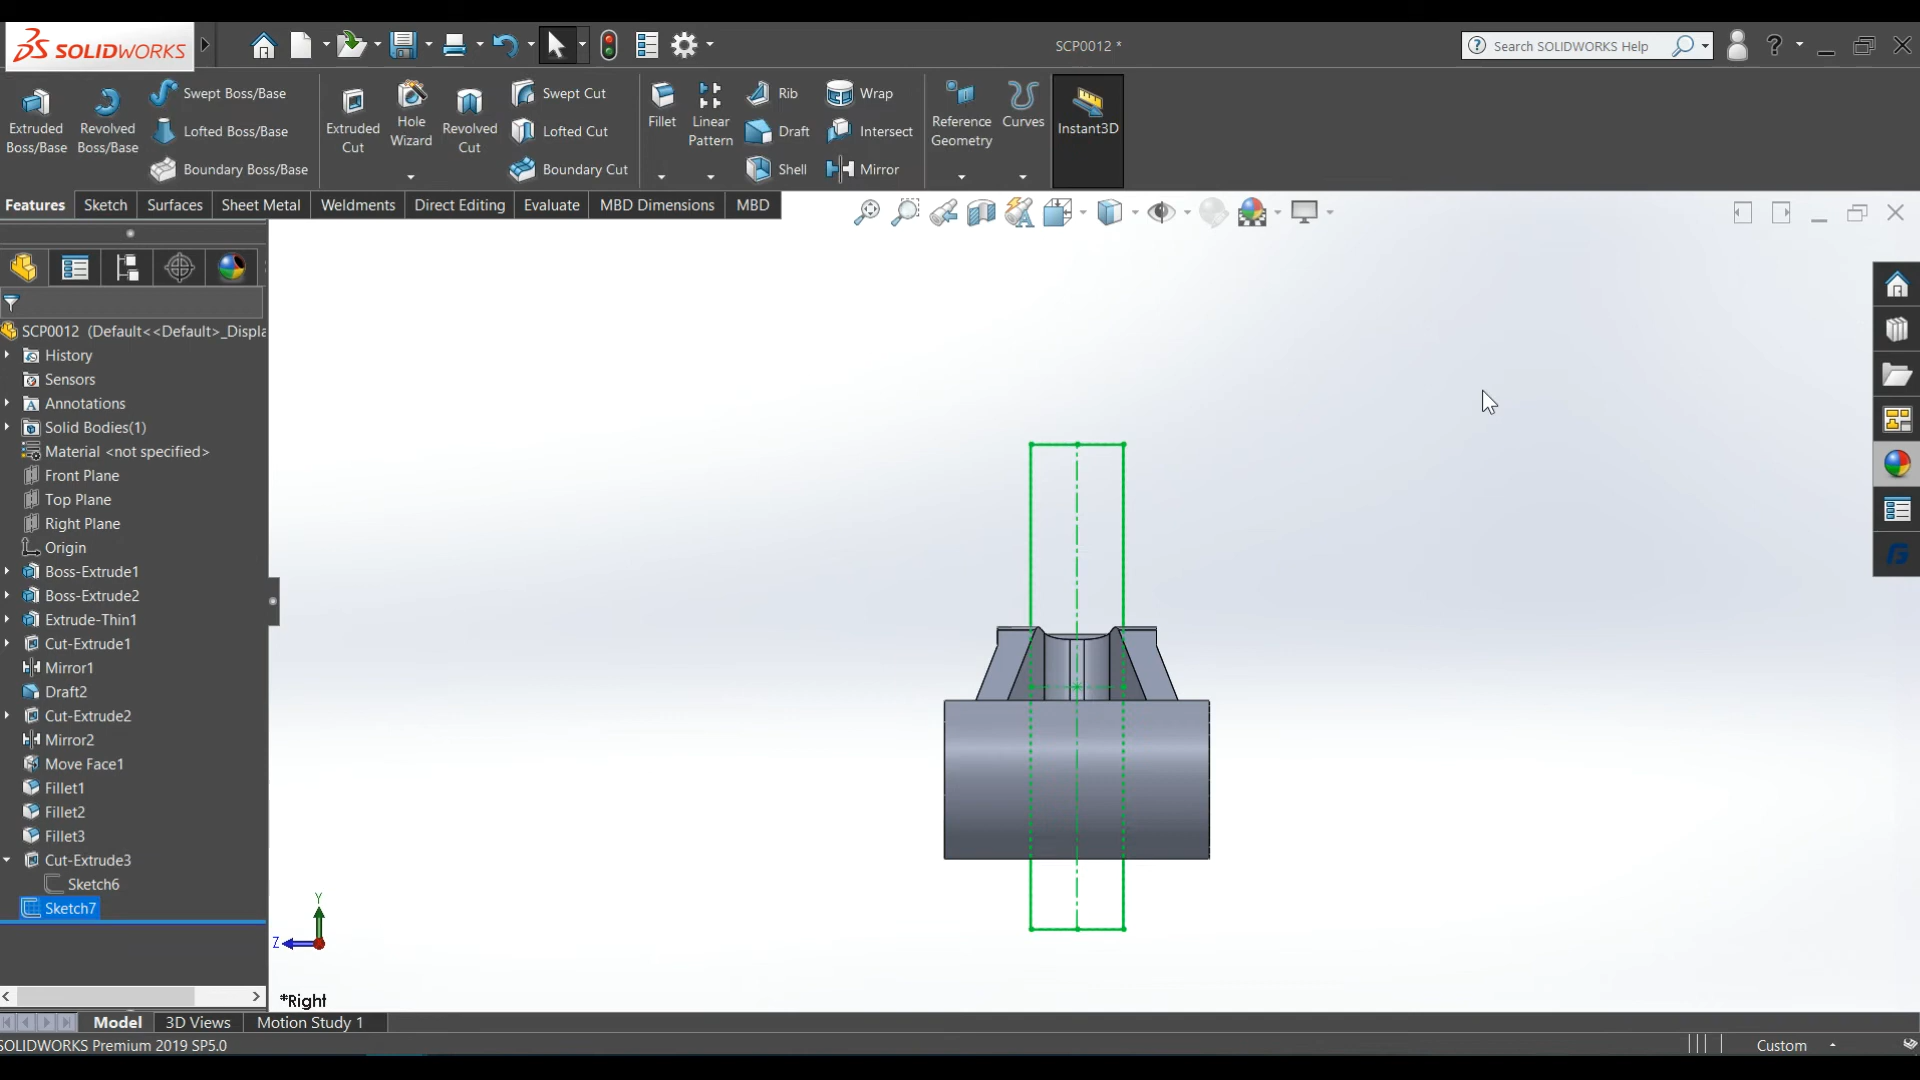 SOLIDWORKS
SCP0012 *
Search SOLIDWORKS Help
Extruded Boss/Base
Revolved Boss/Base
Swept Boss/Base
Lofted Boss/Base
Boundary Boss/Base
Extruded Cut
Hole Wizard
Revolved Cut
Swept Cut
Lofted Cut
Boundary Cut
Fillet
Linear Pattern
Rib
Draft
Shell
Wrap
Intersect
Mirror
Reference Geometry
Curves
Instant3D
Features
Sketch
Surfaces
Sheet Metal
Weldments
Direct Editing
Evaluate
MBD Dimensions
MBD
SCP0012 (Default<<Default>_Displa
History
Sensors
Annotations
Solid Bodies(1)
Material <not specified>
Front Plane
Top Plane
Right Plane
Origin
Boss-Extrude1
Boss-Extrude2
Extrude-Thin1
Cut-Extrude1
Mirror1
Draft2
Cut-Extrude2
Mirror2
Move Face1
Fillet1
Fillet2
Fillet3
Cut-Extrude3
Sketch6
Sketch7
Y
Z
*Right
Model
3D Views
Motion Study 1
SOLIDWORKS Premium 2019 SP5.0
Custom